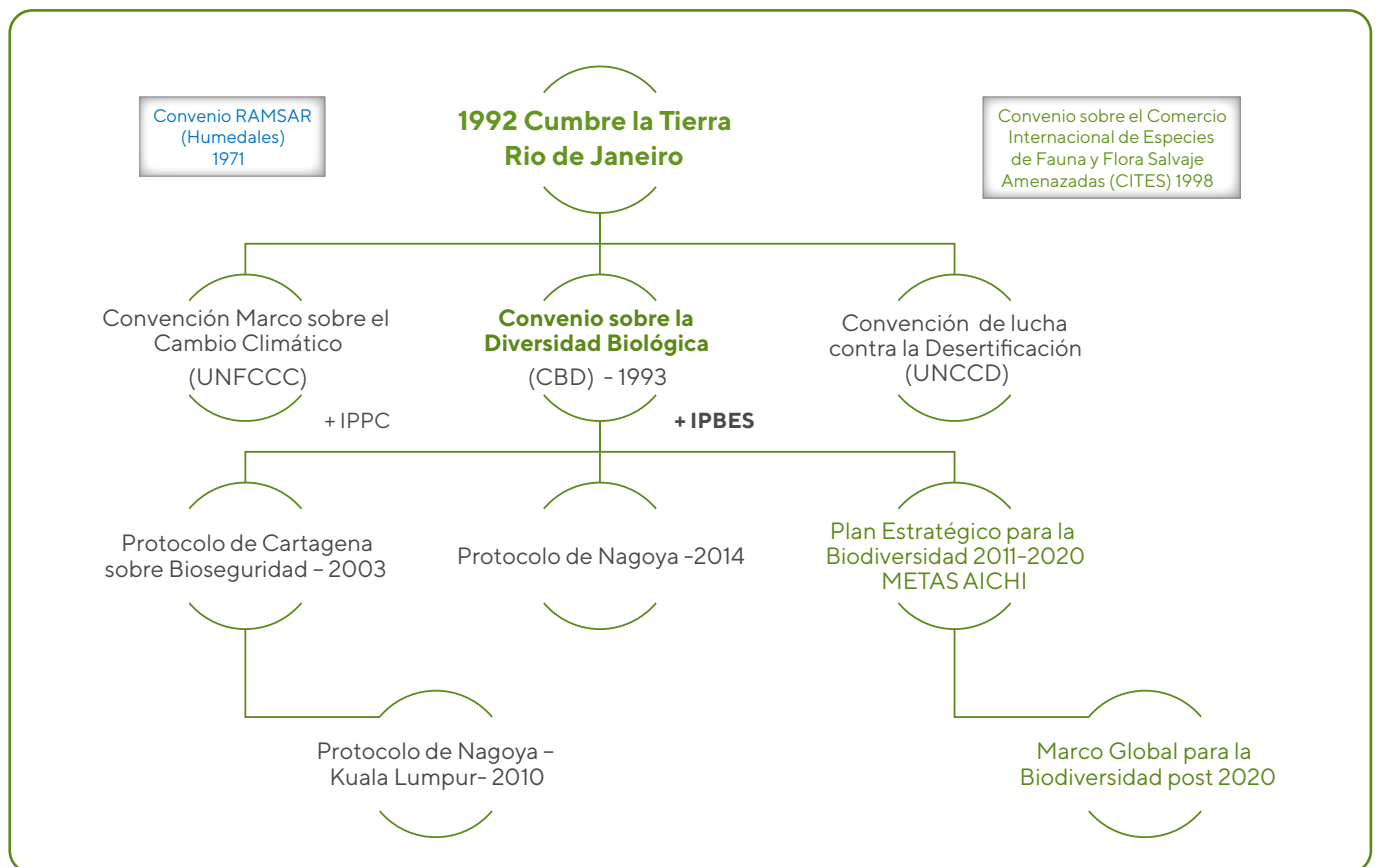 Convenio RAMSAR
(Humedales)
1971
1992 Cumbre la Tierra
Rio de Janeiro
Convenio sobre el Comercio
Internacional de Especies
de Fauna y Flora Salvaje
Amenazadas (CITES) 1998
Convención Marco sobre el
Cambio Climático
(UNFCCC)
+ IPPC
Convenio sobre la
Diversidad Biológica
(CBD) - 1993
+ IPBES
Convención de lucha
contra la Desertificación
(UNCCD)
Protocolo de Cartagena
sobre Bioseguridad – 2003
Protocolo de Nagoya -2014
Plan Estratégico para la
Biodiversidad 2011-2020
METAS AICHI
Protocolo de Nagoya –
Kuala Lumpur- 2010
Marco Global para la
Biodiversidad post 2020